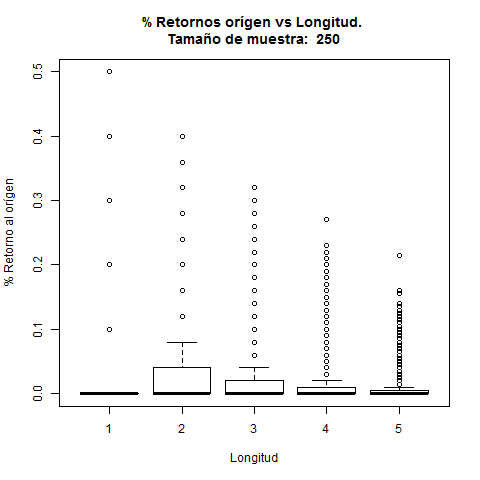 % Retornos orígen vs Longitud.
Tamaño de muestra:  250
% Retorno al orígen
0.5
0.4
0.3
0.2
0.1
0.0
1 2 3 4 5
Longitud